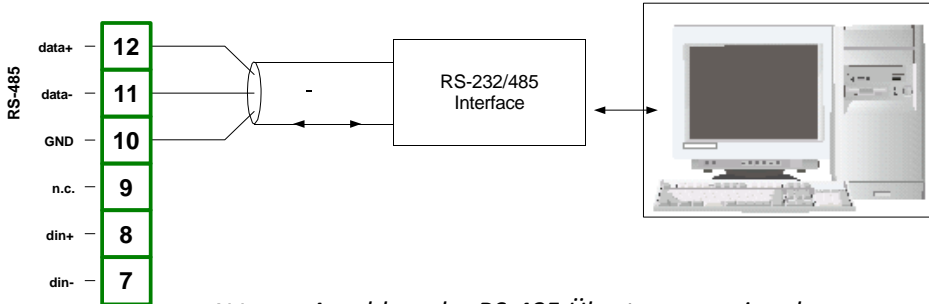 RS-485
data+ – 12
data- – 11
GND – 10
n.c. – 9
din+ – 8
din- – 7
-
RS-232/485
Interface